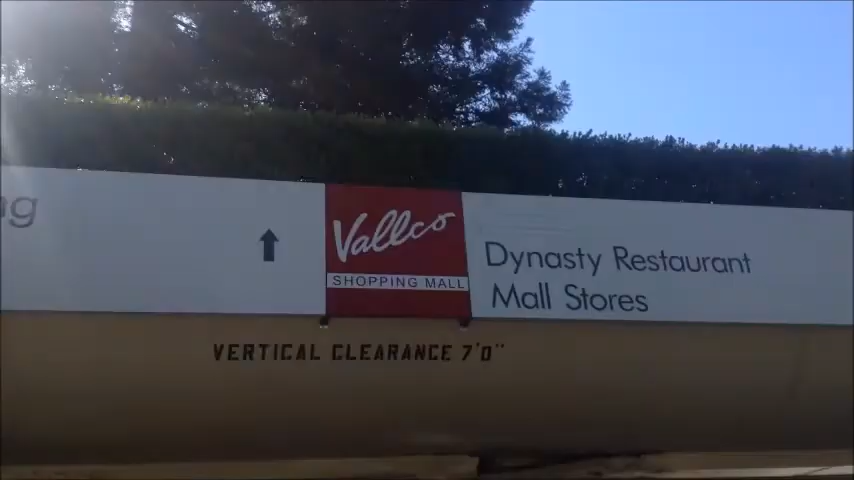 Vallco
SHOPPING MALL
Dynasty Restaurant
Mall Stores
VERTICAL CLEARANCE 7'0"